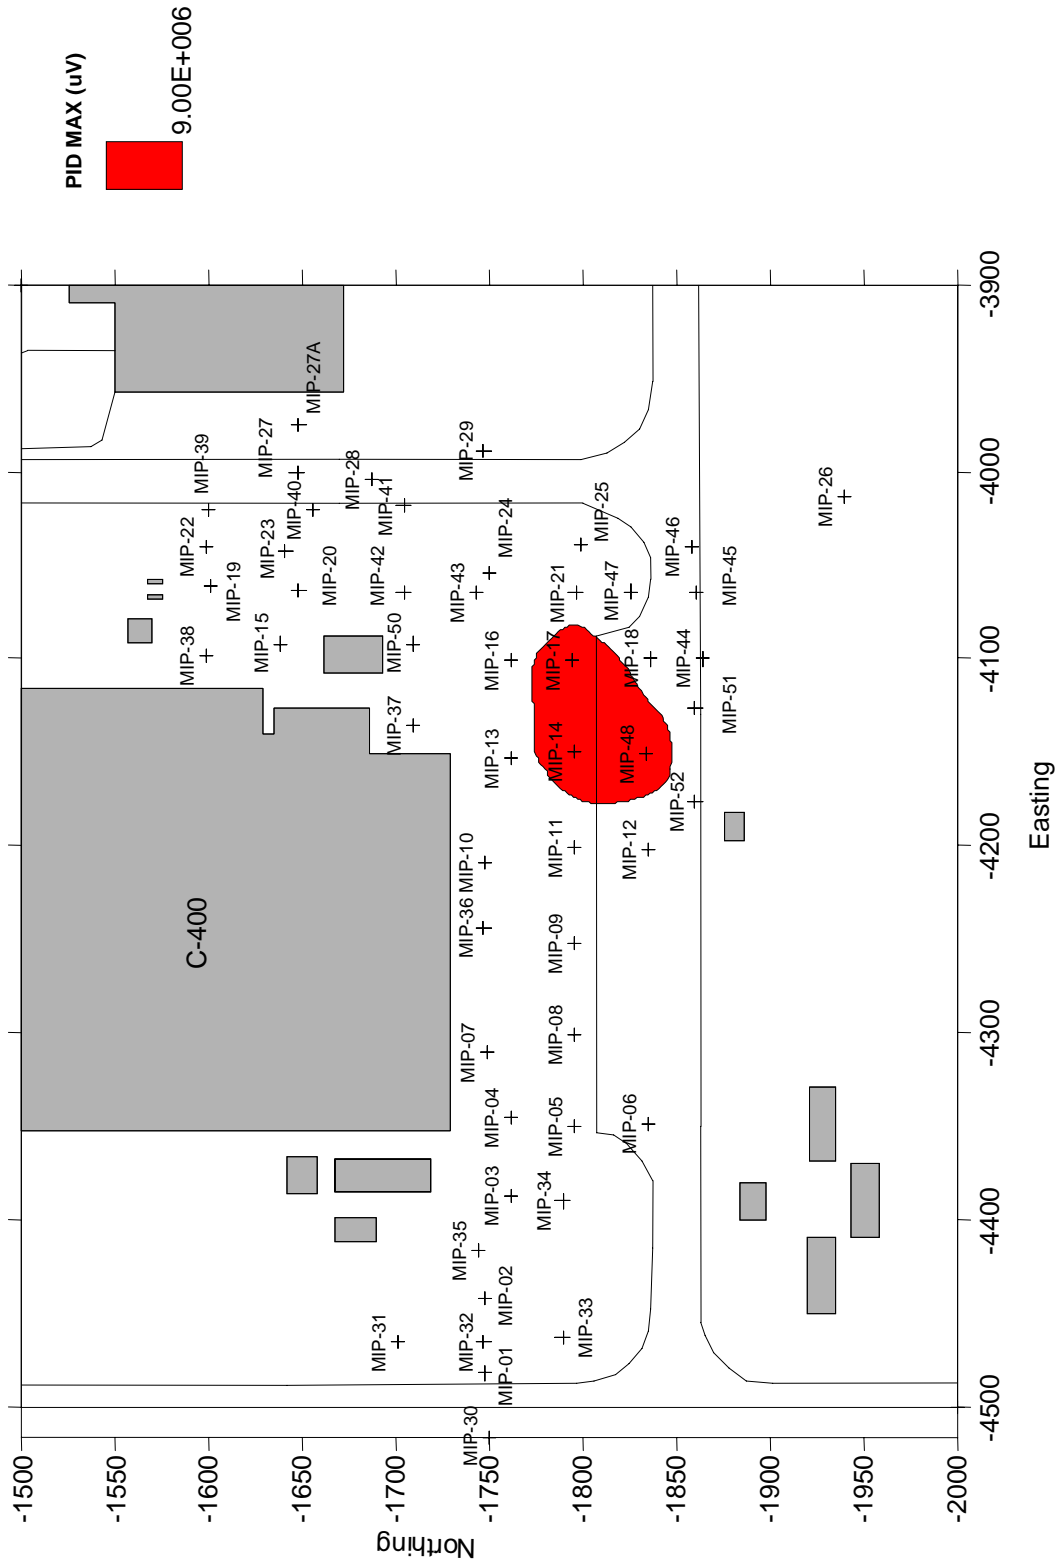 PID MAX (uV)
9.00E+006
C-400
MIP-01
MIP-02
MIP-03
MIP-04
MIP-05
MIP-06
MIP-07
MIP-08
MIP-09
MIP-10
MIP-11
MIP-12
MIP-13
MIP-14
MIP-15
MIP-16
MIP-17
MIP-18
MIP-19
MIP-20
MIP-21
MIP-22
MIP-23
MIP-24
MIP-25
MIP-26
MIP-27
MIP-27A
MIP-28
MIP-29
MIP-30
MIP-31
MIP-32
MIP-33
MIP-34
MIP-35
MIP-36
MIP-37
MIP-38
MIP-39
MIP-40
MIP-41
MIP-42
MIP-43
MIP-44
MIP-45
MIP-46
MIP-47
MIP-48
MIP-50
MIP-51
MIP-52
Northing
-1500
-1550
-1600
-1650
-1700
-1750
-1800
-1850
-1900
-1950
-2000
-4500
-4400
-4300
-4200
-4100
-4000
-3900
Easting